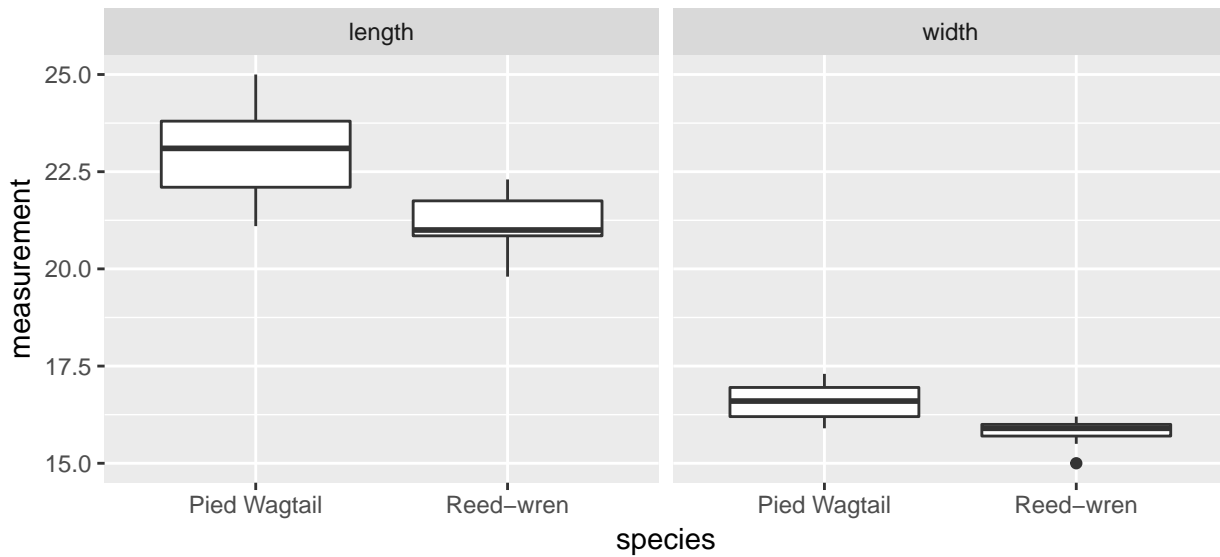 length
width
measurement
25.0
22.5
20.0
17.5
15.0
Pied Wagtail
Reed−wren
Pied Wagtail
Reed−wren
species